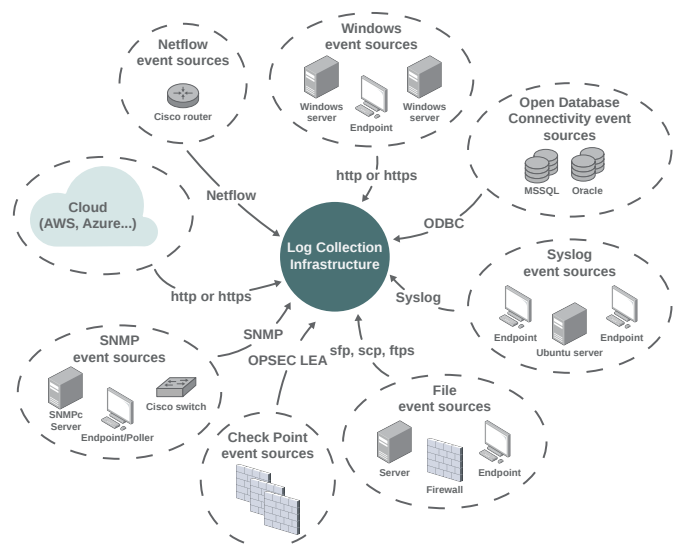 Netflow
event sources
Cisco router
Windows
event sources
Windows
server
Endpoint
Windows
server
Open Database
Connectivity event
sources
MSSQL
Oracle
Cloud
(AWS, Azure...)
Netflow
http or https
ODBC
Log Collection
Infrastructure
http or https
Syslog
Syslog
event sources
Endpoint
Ubuntu server
Endpoint
SNMP
OPSEC LEA
sfp, scp, ftps
SNMP
event sources
SNMPc
Server
Endpoint/Poller
Cisco switch
Check Point
event sources
File
event sources
Server
Firewall
Endpoint